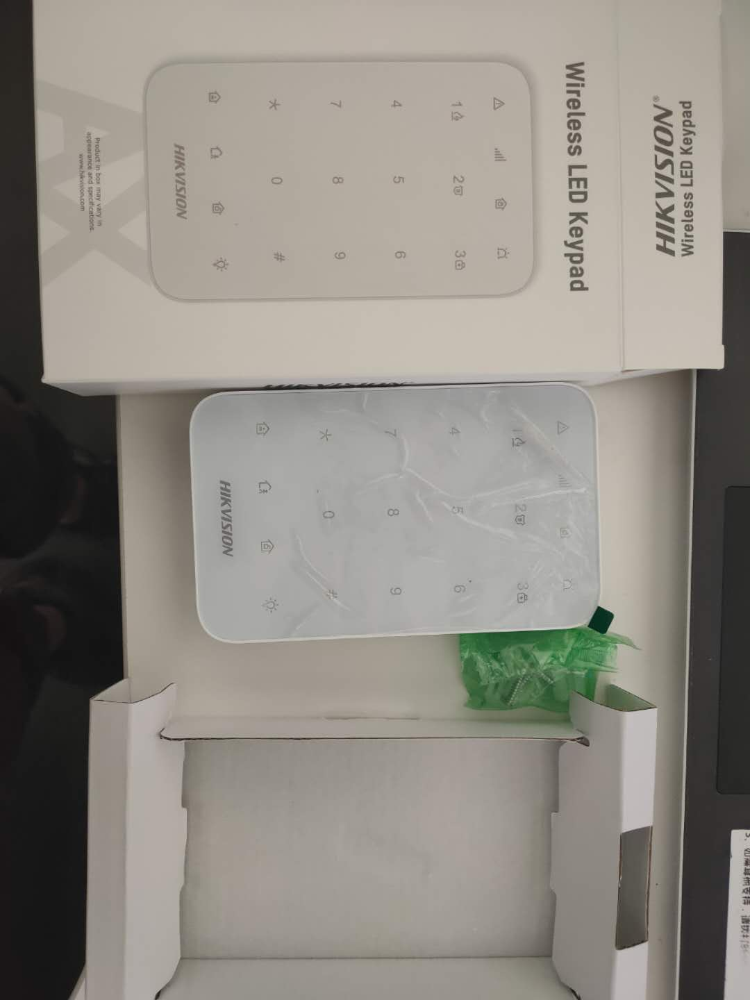 HIKVISION®
Wireless LED Keypad
Wireless LED Keypad
1 2 3
4 5 6
7 8 9
* 0 #
HIKVISION
Product in box may vary in
appearance and specifications.
www.hikvision.com
HIKVISION
1 2 3
4 5 6
7 8 9
* 0 #
HIKVISION